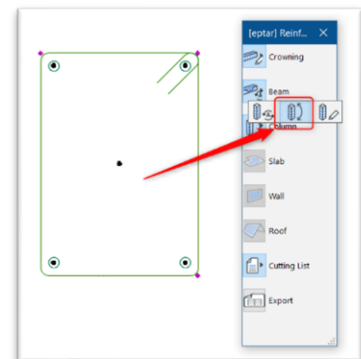 [eptar] Reinf...
Crowning
Beam
Column
Slab
Wall
Roof
Cutting List
Export